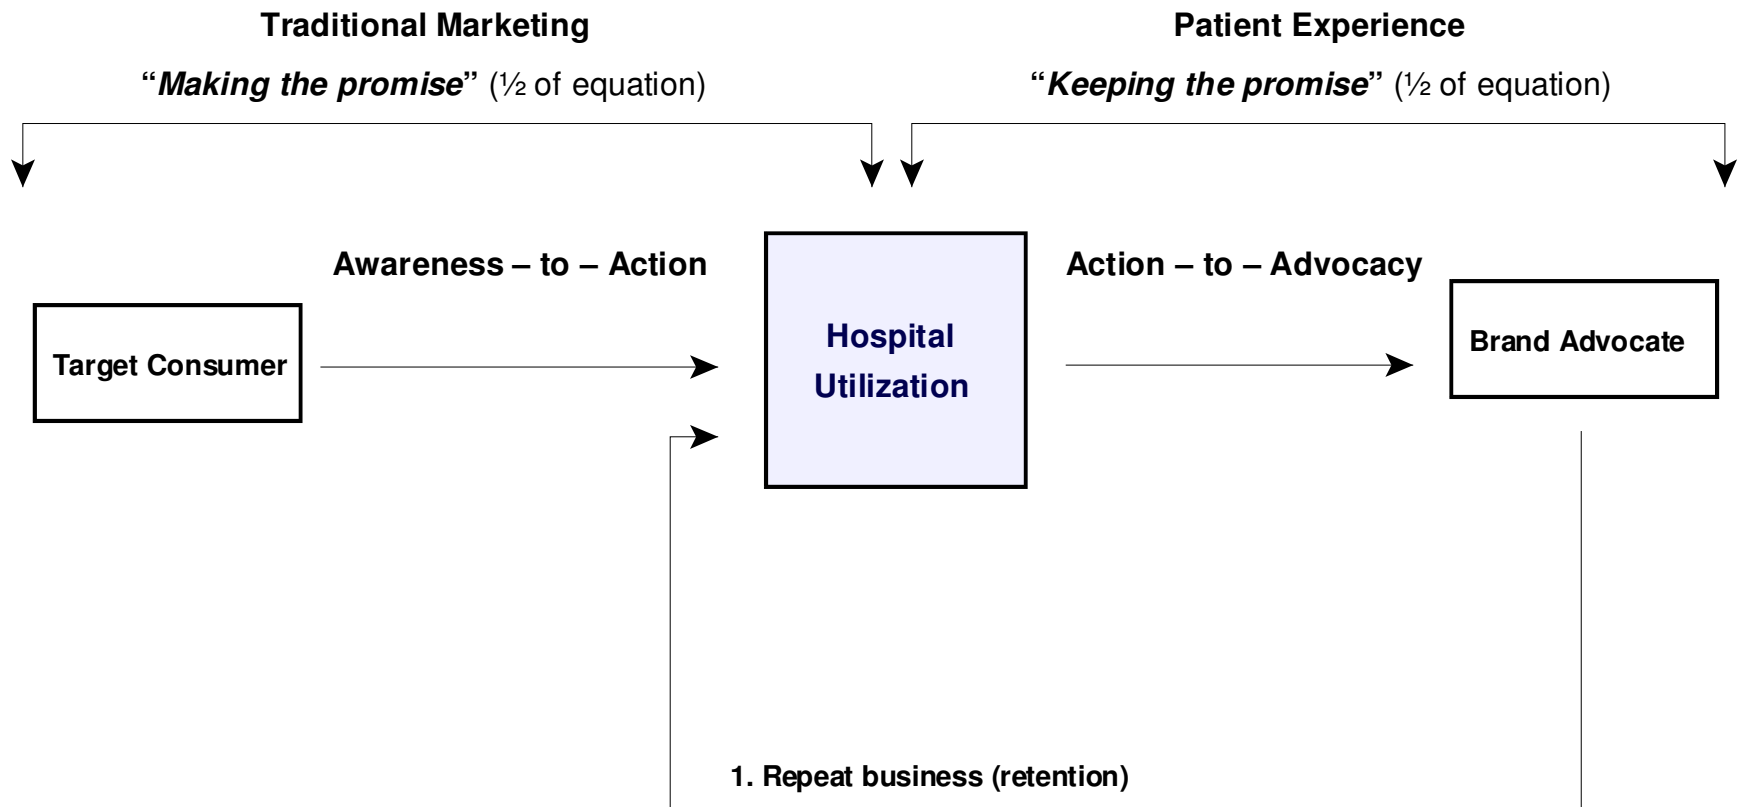 Traditional Marketing
“Making the promise” (½ of equation)
Patient Experience
“Keeping the promise” (½ of equation)
Awareness – to – Action
Action – to – Advocacy
Target Consumer
Hospital
Utilization
Brand Advocate
1. Repeat business (retention)